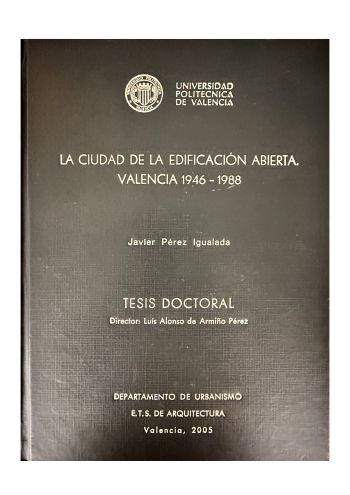 UNIVERSIDAD
POLITECNICA
DE VALENCIA
LA CIUDAD DE LA EDIFICACIÓN ABIERTA.
VALENCIA 1946 - 1988
Javier Pérez Igualada
TESIS DOCTORAL
Director: Luis Alonso de Armiño Pérez
DEPARTAMENTO DE URBANISMO
E.T.S. DE ARQUITECTURA
Valencia, 2005